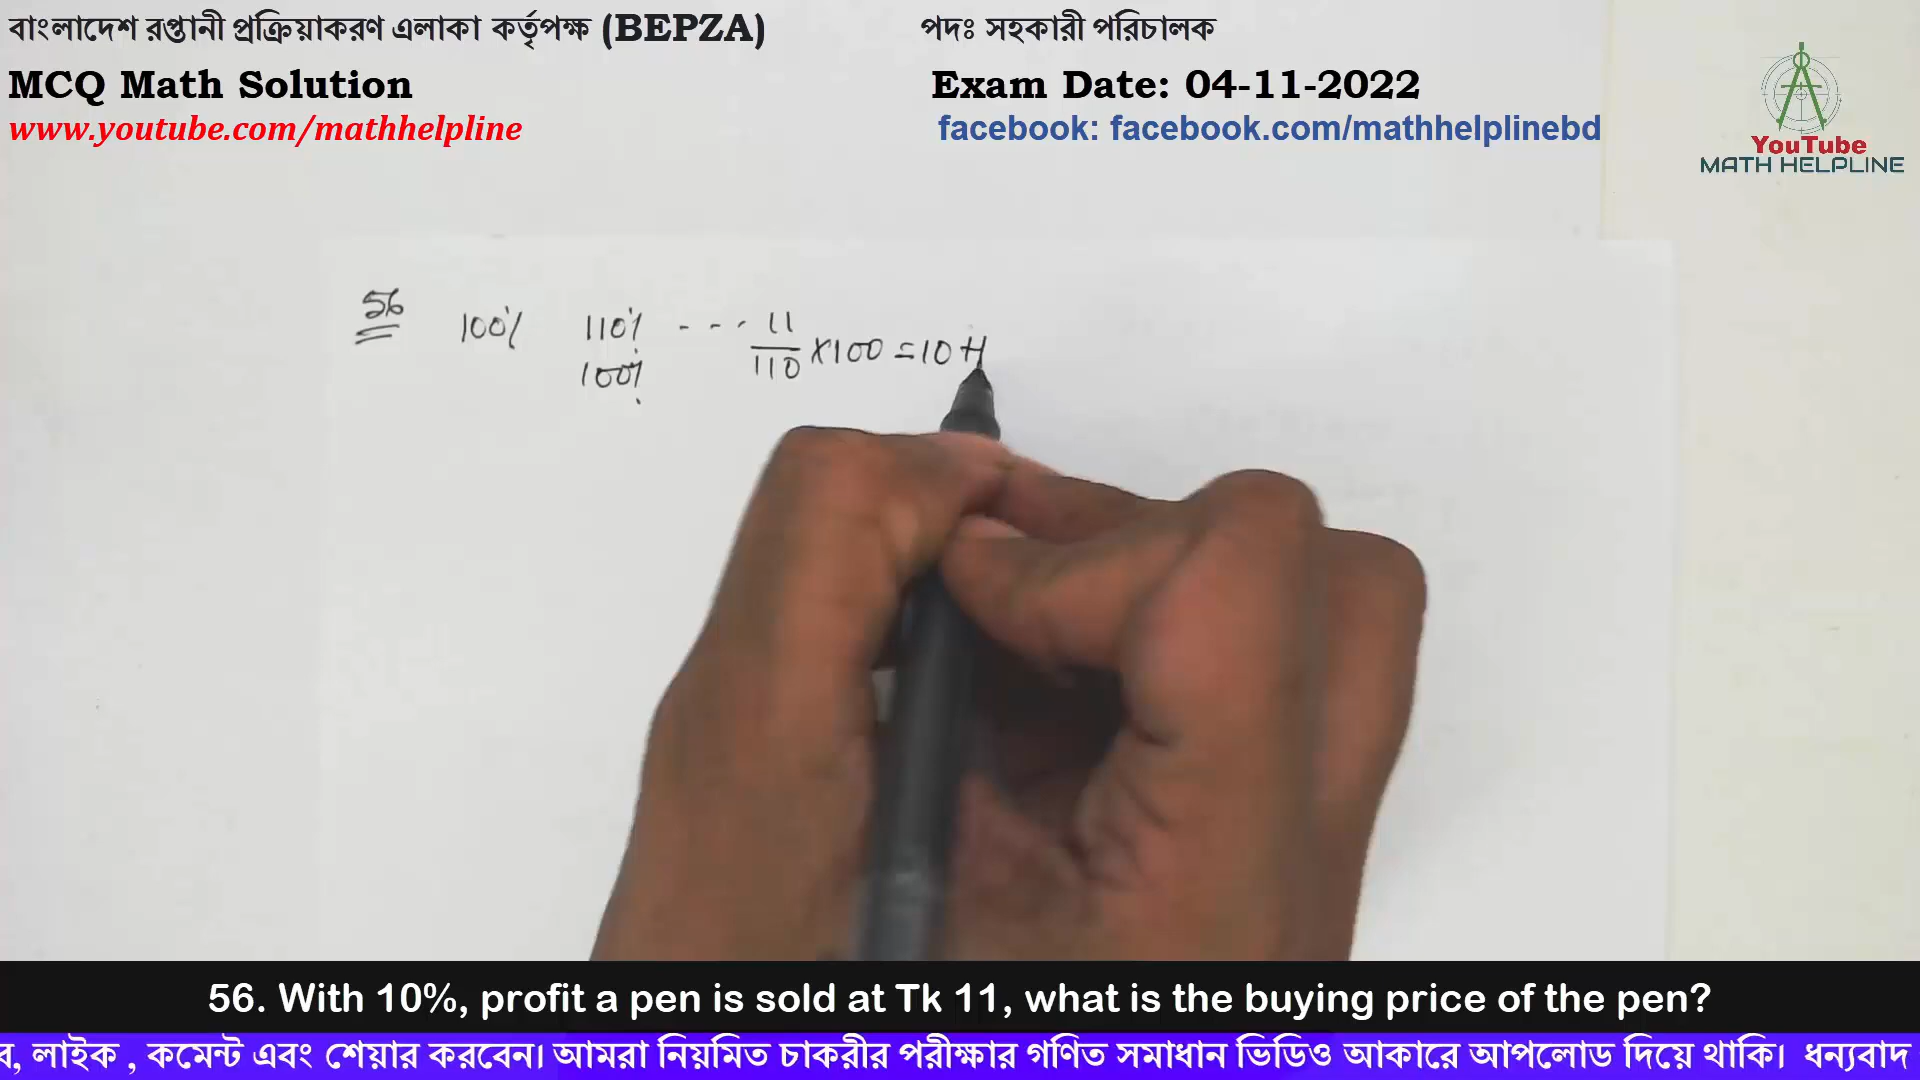 বাংলাদেশ রপ্তানী প্রক্রিয়াকরণ এলাকা কর্তৃপক্ষ (BEPZA)
পদঃ সহকারী পরিচালক
MCQ Math Solution
Exam Date: 04-11-2022
www.youtube.com/mathhelpline
facebook: facebook.com/mathhelplinebd
YouTube
MATH HELPLINE
56 100% 110% --- 11
100% 110 ×100 = 10 tk
56. With 10%, profit a pen is sold at Tk 11, what is the buying price of the pen?
লাইক , কমেন্ট এবং শেয়ার করবেন। আমরা নিয়মিত চাকরীর পরীক্ষার গণিত সমাধান ভিডিও আকারে আপলোড দিয়ে থাকি। ধন্যবাদ